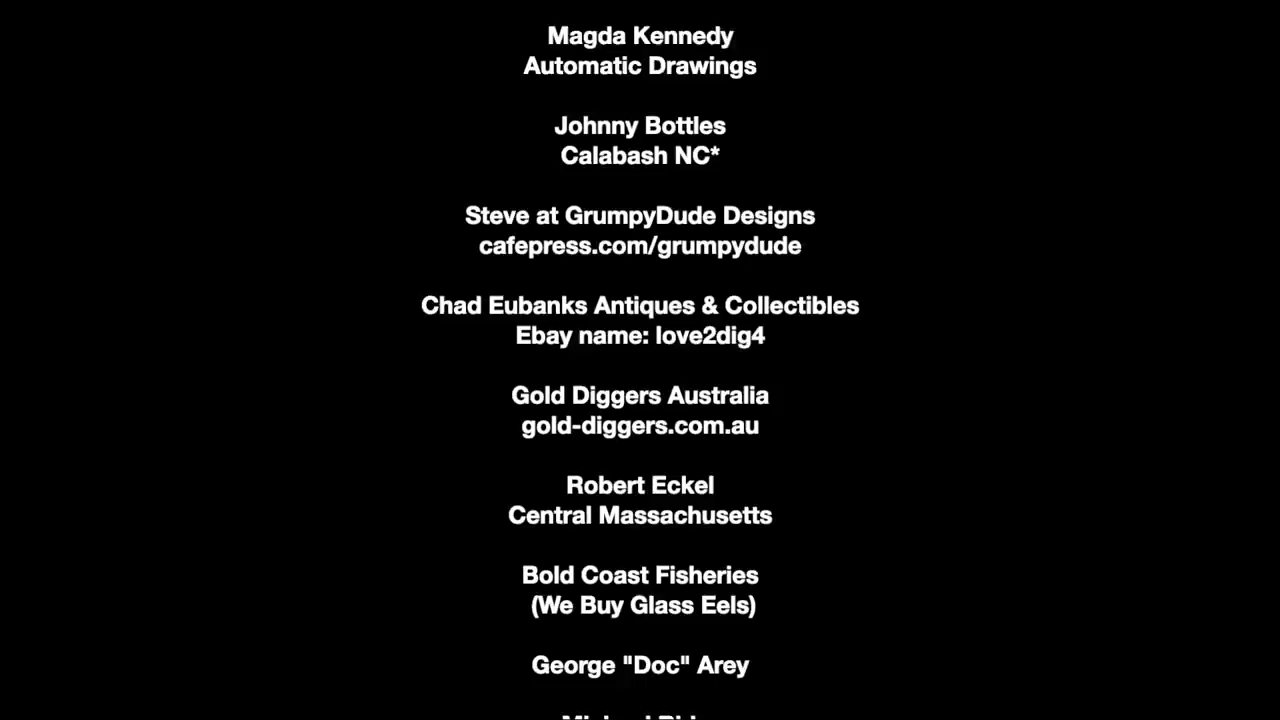 Magda Kennedy
Automatic Drawings
Johnny Bottles
Calabash NC*
Steve at GrumpyDude Designs
cafepress.com/grumpydude
Chad Eubanks Antiques & Collectibles
Ebay name: love2dig4
Gold Diggers Australia
gold-diggers.com.au
Robert Eckel
Central Massachusetts
Bold Coast Fisheries
(We Buy Glass Eels)
George "Doc" Arey